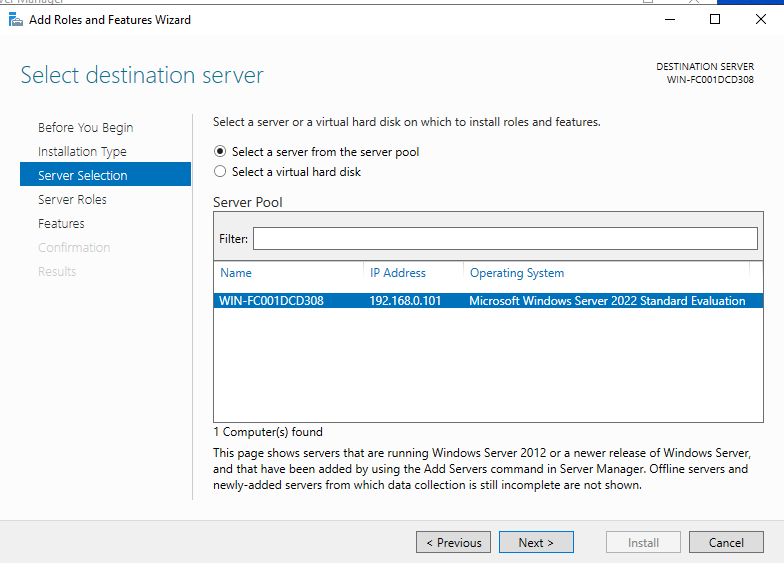 ver Manager
Add Roles and Features Wizard
Select destination server
DESTINATION SERVER
WIN-FC001DCD308
Before You Begin
Installation Type
Server Selection
Server Roles
Features
Confirmation
Results
Select a server or a virtual hard disk on which to install roles and features.
Select a server from the server pool
Select a virtual hard disk
Server Pool
Filter:
Name IP Address Operating System
WIN-FC001DCD308 192.168.0.101 Microsoft Windows Server 2022 Standard Evaluation
1 Computer(s) found
This page shows servers that are running Windows Server 2012 or a newer release of Windows Server,
and that have been added by using the Add Servers command in Server Manager. Offline servers and
newly-added servers from which data collection is still incomplete are not shown.
< Previous Next > Install Cancel